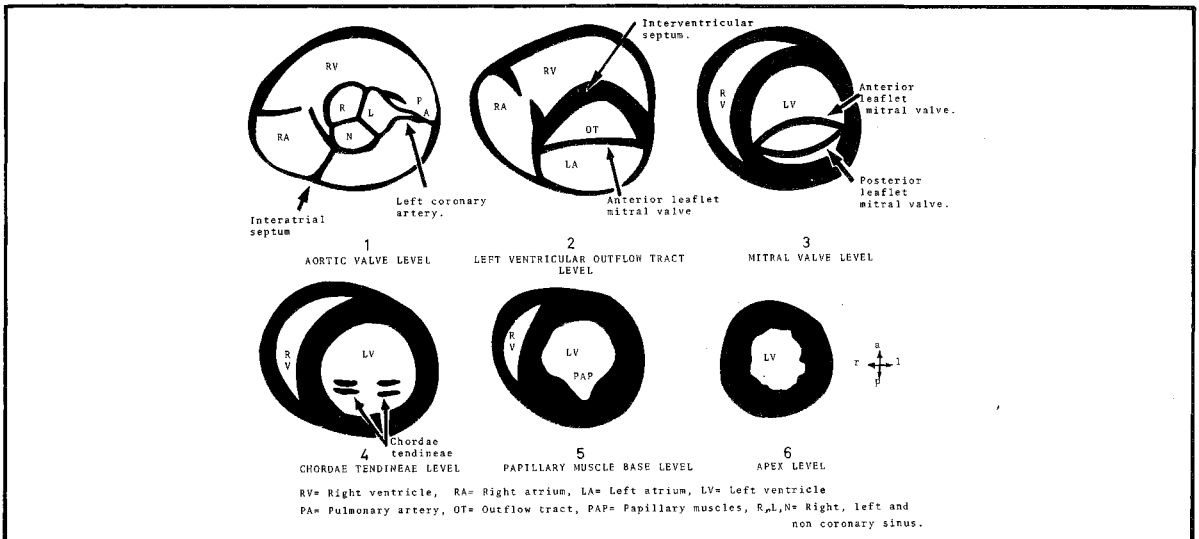 Interventricular
septum.
RV
R
L
P
A
N
RA
Left coronary
artery.
Interatrial
septum
1
AORTIC VALVE LEVEL
RV
RA
OT
LA
Anterior leaflet
mitral valve
2
LEFT VENTRICULAR OUTFLOW TRACT
LEVEL
R
V
LV
Anterior
leaflet
mitral valve.
Posterior
leaflet
mitral valve.
3
MITRAL VALVE LEVEL
R
V
LV
Chordae
tendineae
4
CHORDAE TENDINEAE LEVEL
R
V
LV
PAP
5
PAPILLARY MUSCLE BASE LEVEL
LV
6
APEX LEVEL
a
r l
p
RV= Right ventricle, RA= Right atrium, LA= Left atrium, LV= Left ventricle
PA= Pulmonary artery, OT= Outflow tract, PAP= Papillary muscles, R,L,N= Right, left and
non coronary sinus.